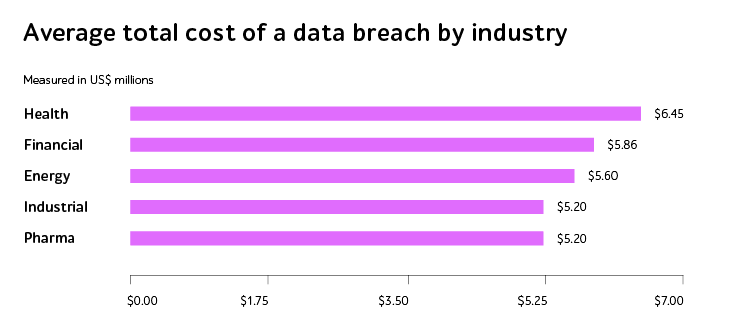 Average total cost of a data breach by industry
Measured in US$ millions
Health $6.45
Financial $5.86
Energy $5.60
Industrial $5.20
Pharma $5.20
$0.00 $1.75 $3.50 $5.25 $7.00